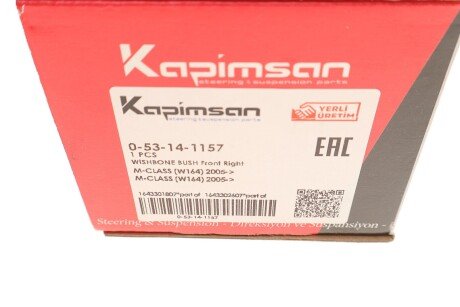 Kapimsan
steering & suspension parts
Kapimsan
steering & suspension parts
YERLİ
ÜRETİM
0-53-14-1157
1 PCS
WISHBONE BUSH Front Right
M-CLASS (W164) 2005->
M-CLASS (W164) 2005->
EAC
1643301807*part of 1643302607*part of
0-53-14-1157
Steering & Suspension - Direksiyon ve Süspansiyon -